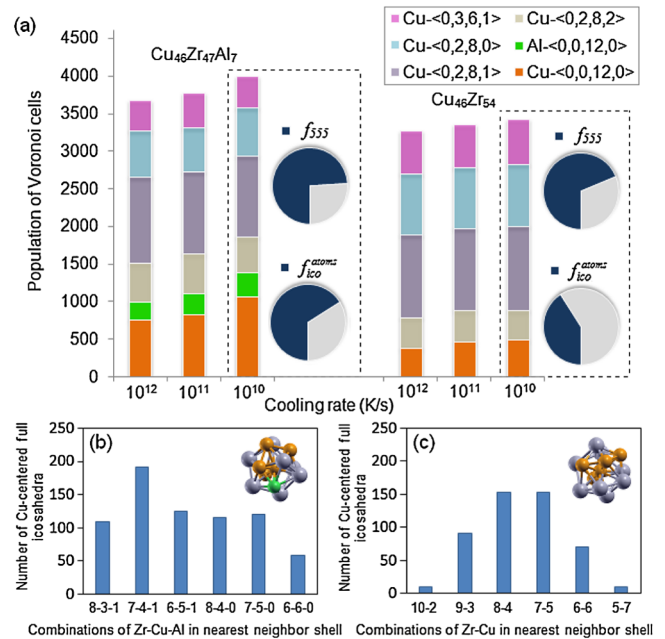 (a)
Cu-<0,3,6,1> Cu-<0,2,8,2>
Cu-<0,2,8,0> Al-<0,0,12,0>
Cu-<0,2,8,1> Cu-<0,0,12,0>
Population of Voronoi cells
4500
4000
3500
3000
2500
2000
1500
1000
500
0
Cu46Zr47Al7
f555
f ico atoms
Cu46Zr54
f555
f ico atoms
10^12 10^11 10^10 10^12 10^11 10^10
Cooling rate (K/s)
(b)
Number of Cu-centered full
icosahedra
250
200
150
100
50
0
8-3-1 7-4-1 6-5-1 8-4-0 7-5-0 6-6-0
Combinations of Zr-Cu-Al in nearest neighbor shell
(c)
Number of Cu-centered full
icosahedra
250
200
150
100
50
0
10-2 9-3 8-4 7-5 6-6 5-7
Combinations of Zr-Cu in nearest neighbor shell